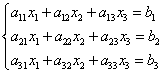 a₁₁x₁ + a₁₂x₂ + a₁₃x₃ = b₁
a₂₁x₁ + a₂₂x₂ + a₂₃x₃ = b₂
a₃₁x₁ + a₃₂x₂ + a₃₃x₃ = b₃